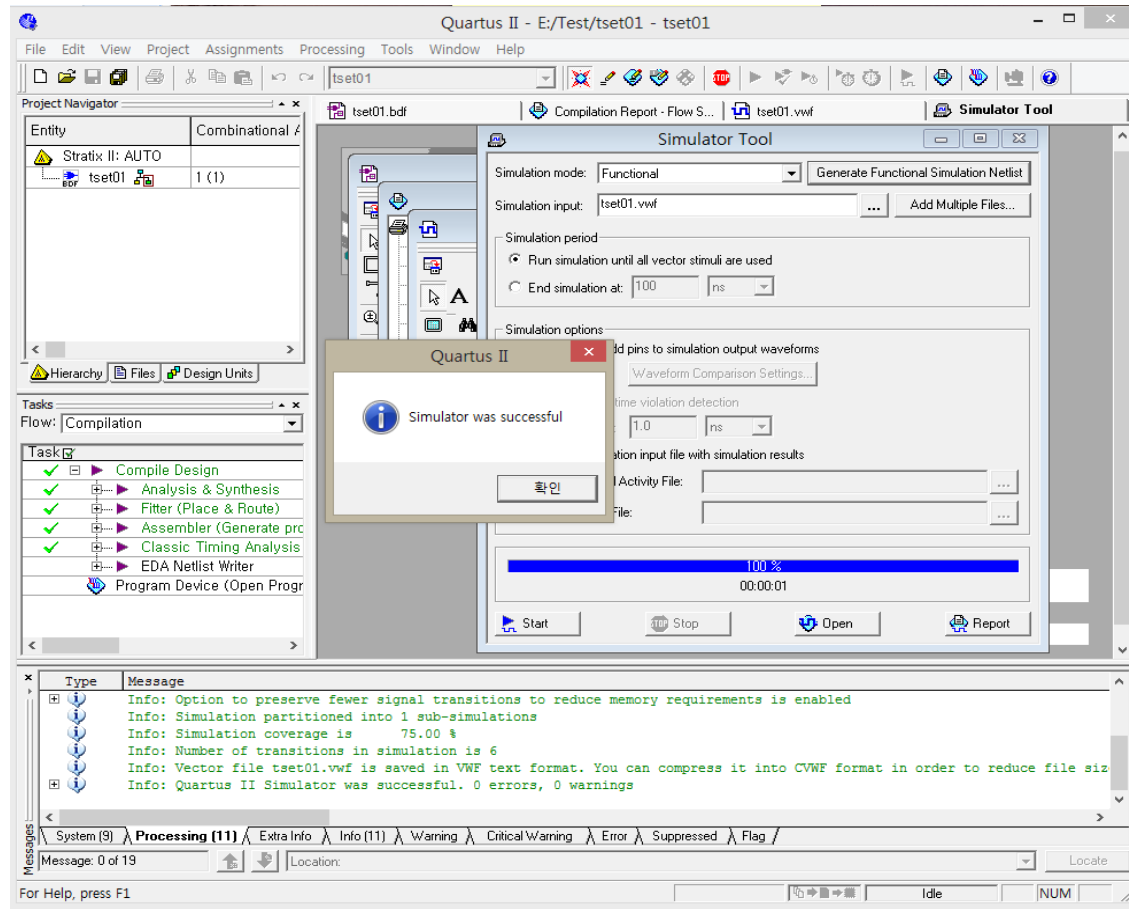 Quartus II - E:/Test/tset01 - tset01
File Edit View Project Assignments Processing Tools Window Help
tset01
Project Navigator
tset01.bdf
Compilation Report - Flow S...
tset01.vwf
Simulator Tool
Entity
Combinational A
Stratix II: AUTO
tset01
1 (1)
Hierarchy
Files
Design Units
Simulator Tool
Simulation mode: Functional
Generate Functional Simulation Netlist
Simulation input: tset01.vwf
...
Add Multiple Files...
Simulation period
Run simulation until all vector stimuli are used
End simulation at: 100 ns
Simulation options
dd pins to simulation output waveforms
Waveform Comparison Settings...
time violation detection
1.0 ns
ation input file with simulation results
l Activity File:
...
File:
...
100 %
00:00:01
Start
Stop
Open
Report
Quartus II
Simulator was successful
확인
Tasks
Flow: Compilation
Task
Compile Design
Analysis & Synthesis
Fitter (Place & Route)
Assembler (Generate pro
Classic Timing Analysis
EDA Netlist Writer
Program Device (Open Progr
Type Message
Info: Option to preserve fewer signal transitions to reduce memory requirements is enabled
Info: Simulation partitioned into 1 sub-simulations
Info: Simulation coverage is 75.00 %
Info: Number of transitions in simulation is 6
Info: Vector file tset01.vwf is saved in VWF text format. You can compress it into CVWF format in order to reduce file siz
Info: Quartus II Simulator was successful. 0 errors, 0 warnings
Messages
System (9) Processing (11) Extra Info Info (11) Warning Critical Warning Error Suppressed Flag
Message: 0 of 19
Location:
Locate
For Help, press F1
Idle
NUM